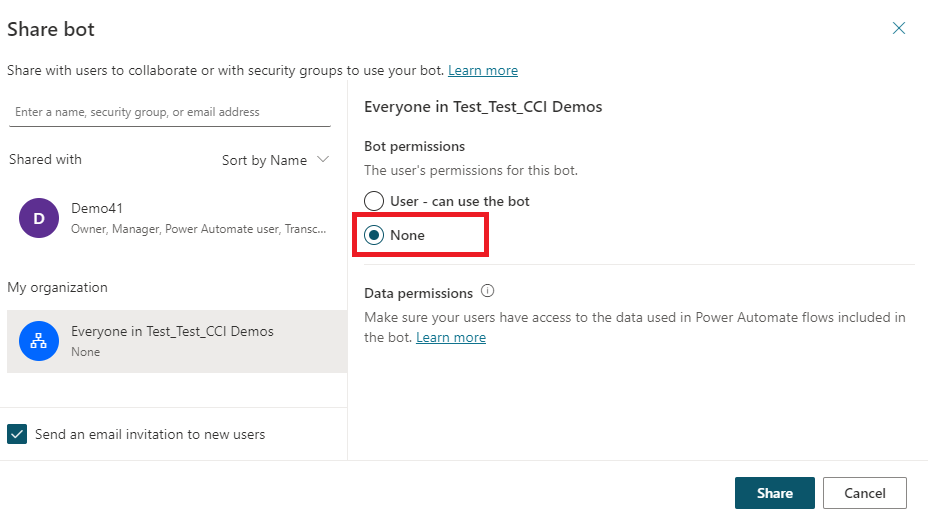 Share bot
Share with users to collaborate or with security groups to use your bot. Learn more
Enter a name, security group, or email address
Shared with
Sort by Name
D
Demo41
Owner, Manager, Power Automate user, Transc...
My organization
Everyone in Test_Test_CCI Demos
None
Send an email invitation to new users
Everyone in Test_Test_CCI Demos
Bot permissions
The user's permissions for this bot.
User - can use the bot
None
Data permissions
Make sure your users have access to the data used in Power Automate flows included in
the bot. Learn more
Share
Cancel